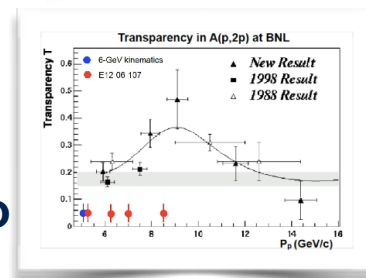 Transparency in A(p,2p) at BNL
6-GeV kinematics
E12 06 107
New Result
1998 Result
1988 Result
Transparency T
0.6
0.5
0.4
0.3
0.2
0.1
0
6
8
10
12
14
16
Pp (GeV/c)